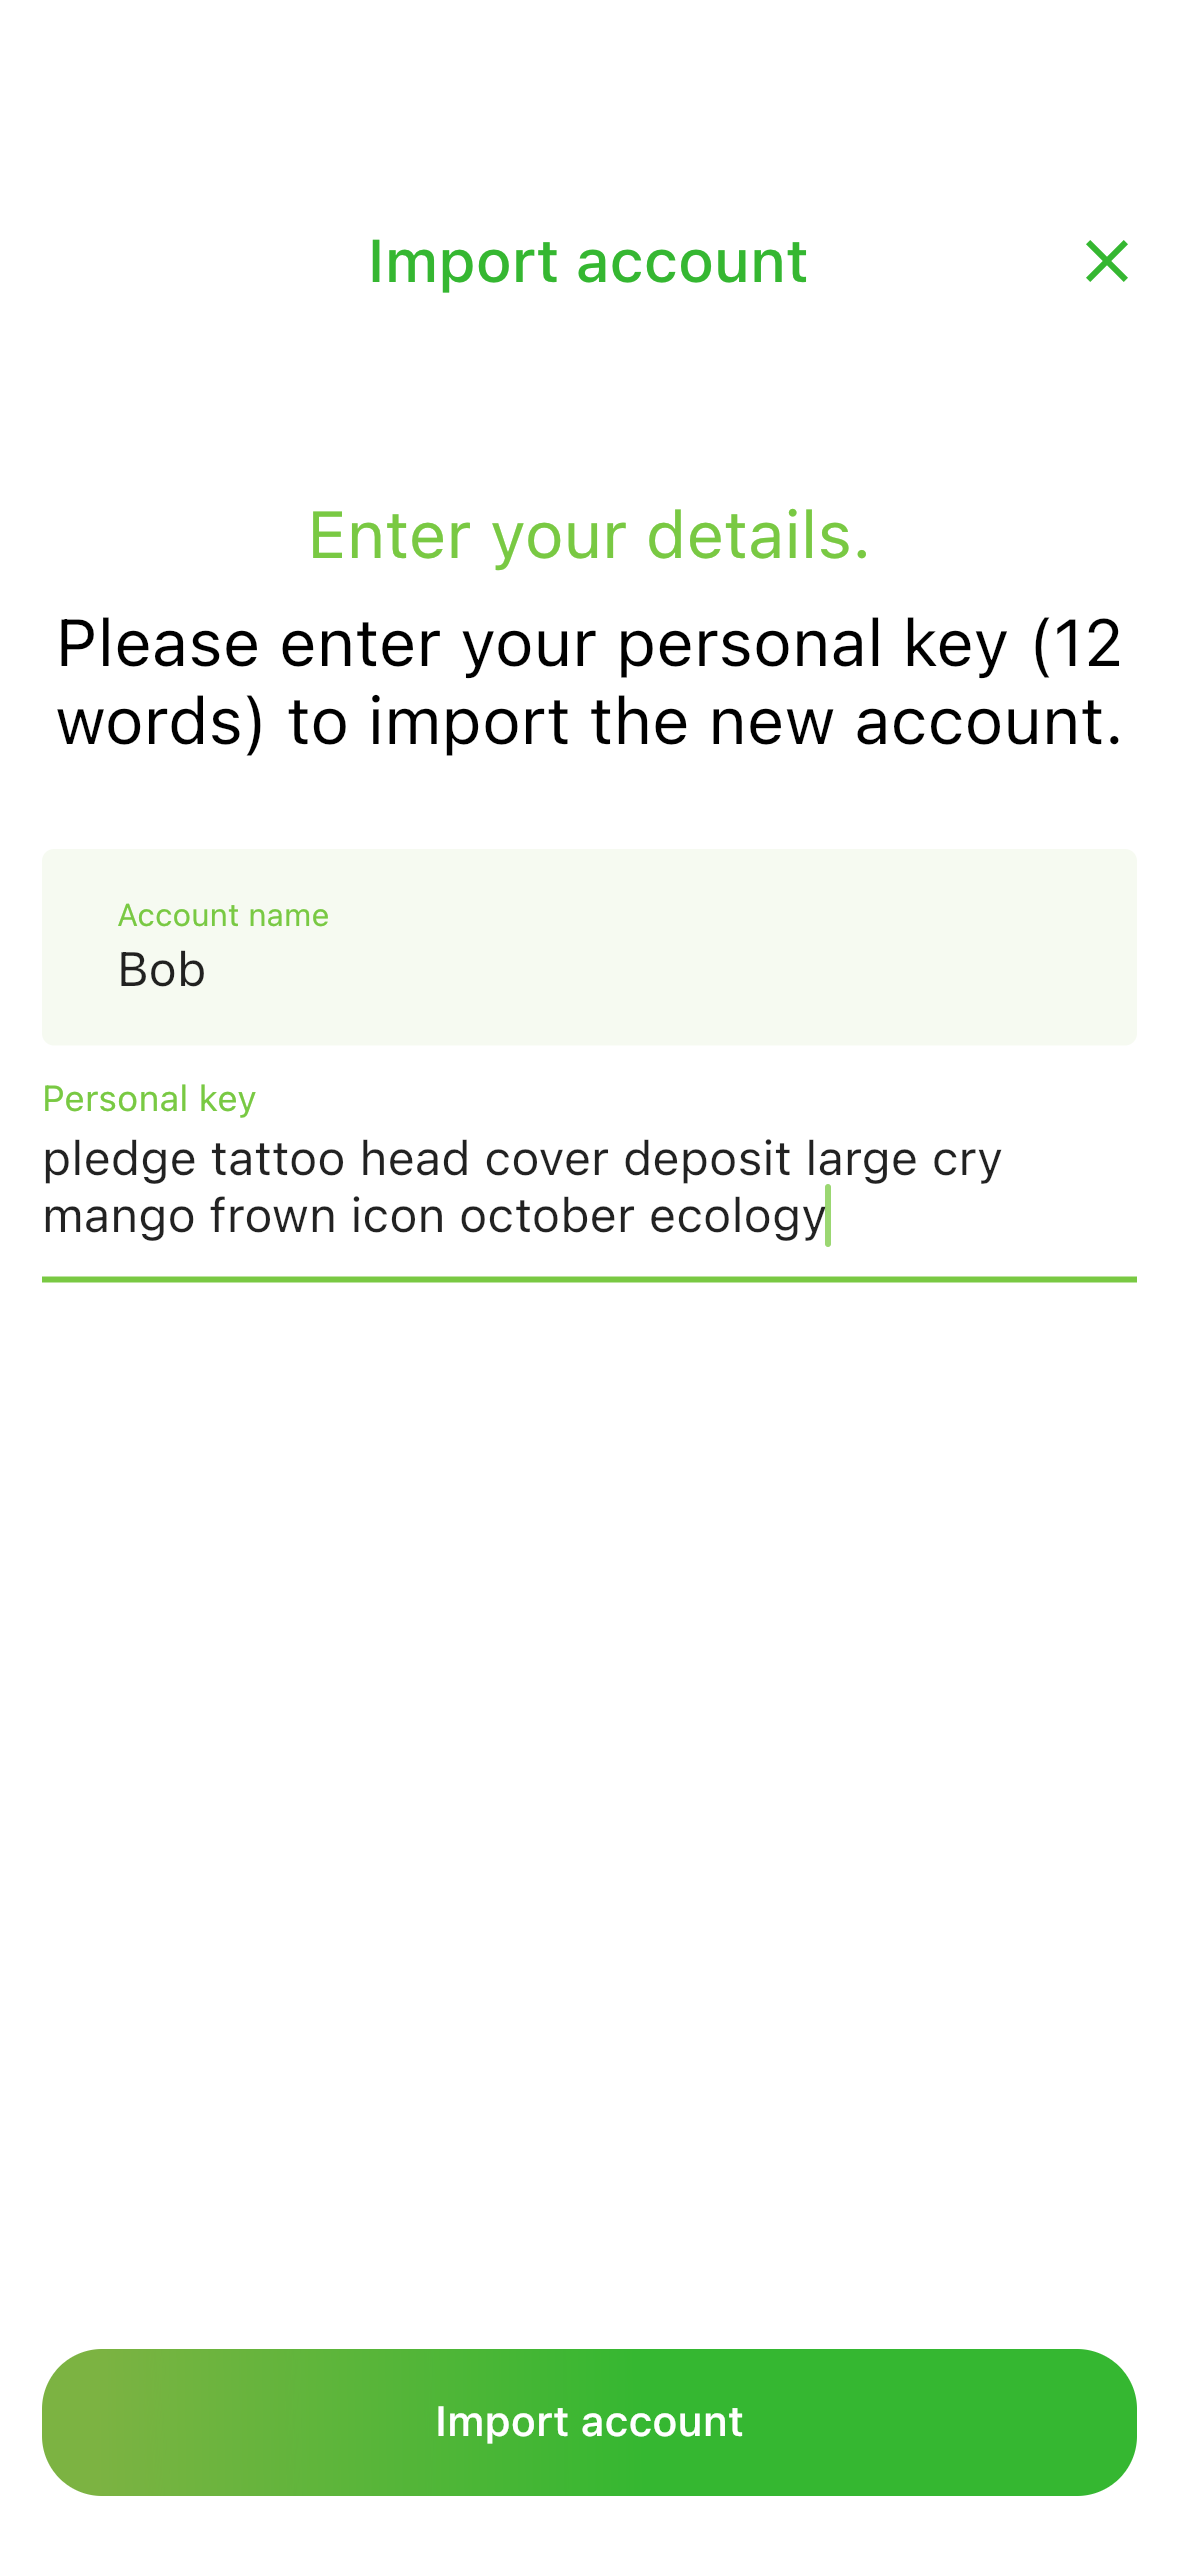 Import account
Enter your details.
Please enter your personal key (12
words) to import the new account.
Account name
Bob
Personal key
pledge tattoo head cover deposit large cry
mango frown icon october ecology
Import account